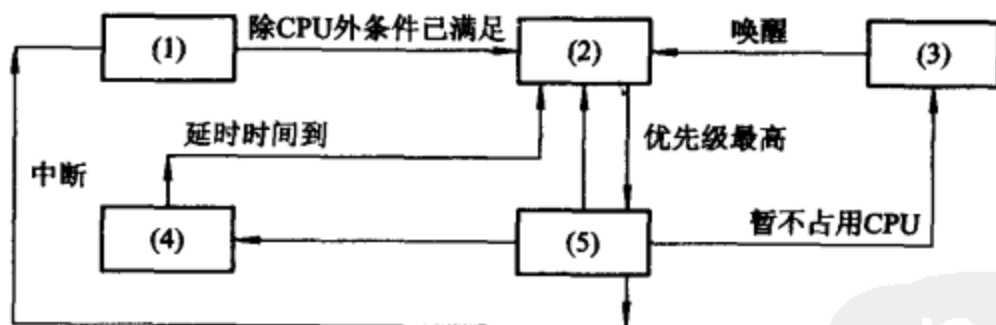 (1)
除CPU外条件已满足
(2)
唤醒
(3)
延时时间到
优先级最高
中断
(4)
(5)
暂不占用CPU